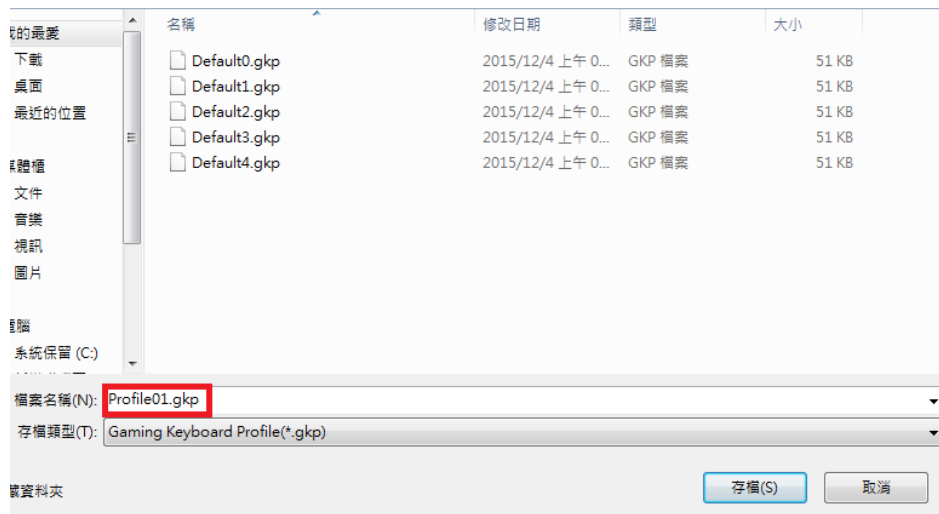 名稱 修改日期 類型 大小
我的最愛
下載
桌面
最近的位置
媒體櫃
文件
音樂
視訊
圖片
電腦
系統保留 (C:)
Default0.gkp 2015/12/4 上午 0... GKP 檔案 51 KB
Default1.gkp 2015/12/4 上午 0... GKP 檔案 51 KB
Default2.gkp 2015/12/4 上午 0... GKP 檔案 51 KB
Default3.gkp 2015/12/4 上午 0... GKP 檔案 51 KB
Default4.gkp 2015/12/4 上午 0... GKP 檔案 51 KB
檔案名稱(N): Profile01.gkp
存檔類型(T): Gaming Keyboard Profile(*.gkp)
藏資料夾 存檔(S) 取消